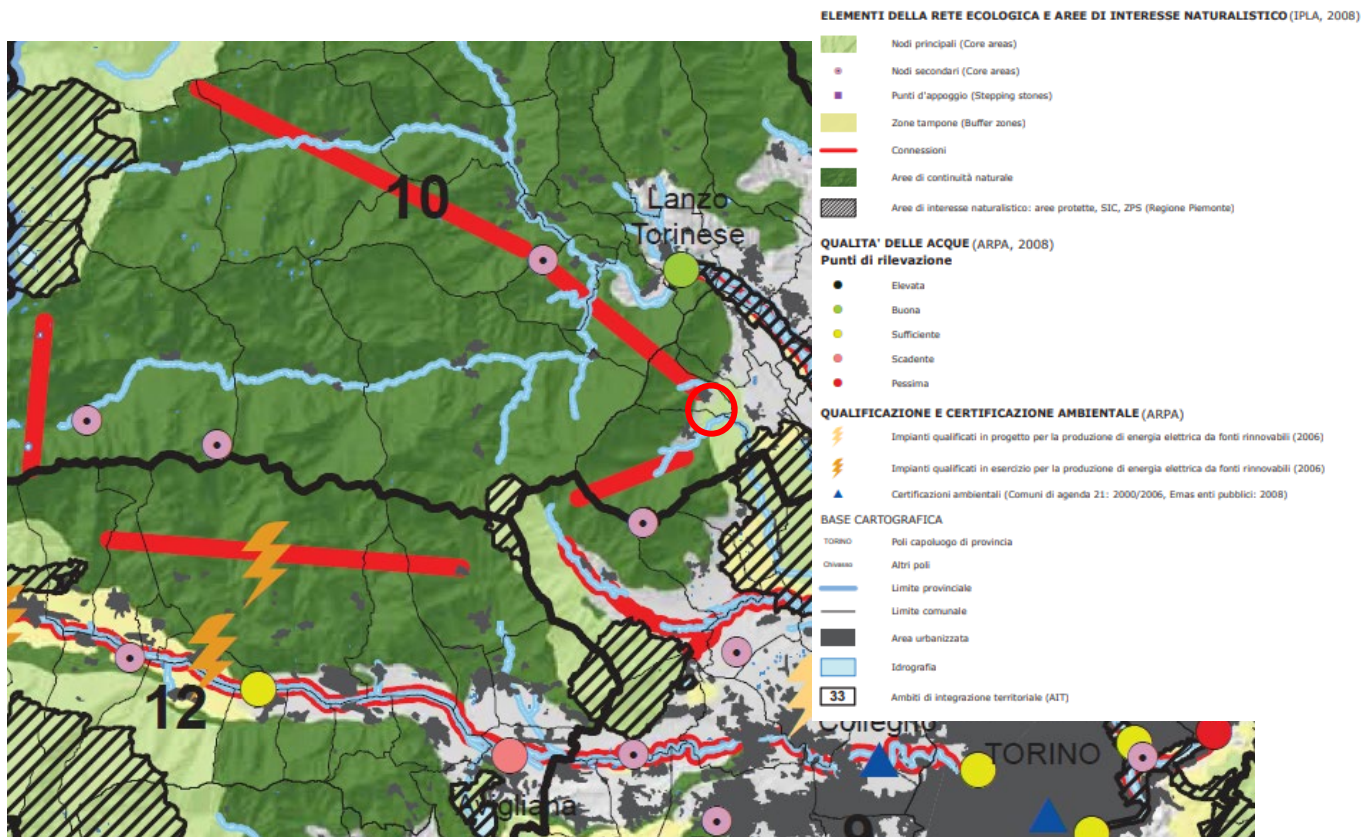 ELEMENTI DELLA RETE ECOLOGICA E AREE DI INTERESSE NATURALISTICO (IPLA, 2008)
Nodi principali (Core areas)
Nodi secondari (Core areas)
Punti d'appoggio (Stepping stones)
Zone tampone (Buffer zones)
Connessioni
Aree di continuità naturale
Aree di interesse naturalistico: aree protette, SIC, ZPS (Regione Piemonte)
QUALITA' DELLE ACQUE (ARPA, 2008)
Punti di rilevazione
Elevata
Buona
Sufficiente
Scadente
Pessima
QUALIFICAZIONE E CERTIFICAZIONE AMBIENTALE (ARPA)
Impianti qualificati in progetto per la produzione di energia elettrica da fonti rinnovabili (2006)
Impianti qualificati in esercizio per la produzione di energia elettrica da fonti rinnovabili (2006)
Certificazioni ambientali (Comuni di agenda 21: 2000/2006, Emas enti pubblici: 2008)
BASE CARTOGRAFICA
TORINO Poli capoluogo di provincia
Chivasso Altri poli
Limite provinciale
Limite comunale
Area urbanizzata
Idrografia
33 Ambiti di integrazione territoriale (AIT)
10
Lanzo
Torinese
12
Collegno
TORINO
Avigliana
9